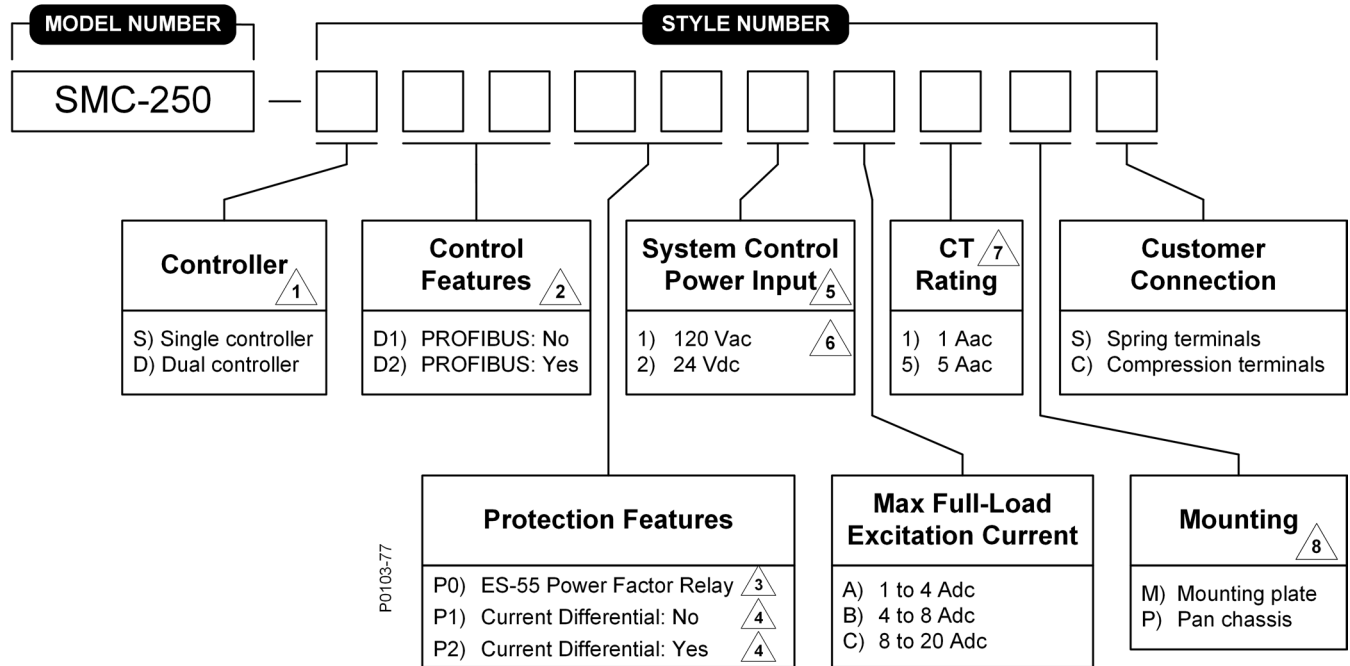 MODEL NUMBER
STYLE NUMBER
SMC-250 —
Controller
1
S) Single controller
D) Dual controller
Control
Features
2
D1) PROFIBUS: No
D2) PROFIBUS: Yes
System Control
Power Input
5
1) 120 Vac
6
2) 24 Vdc
CT
7
Rating
1) 1 Aac
5) 5 Aac
Customer
Connection
S) Spring terminals
C) Compression terminals
P0103-77
Protection Features
P0) ES-55 Power Factor Relay 3
P1) Current Differential: No 4
P2) Current Differential: Yes 4
Max Full-Load
Excitation Current
A) 1 to 4 Adc
B) 4 to 8 Adc
C) 8 to 20 Adc
Mounting
8
M) Mounting plate
P) Pan chassis